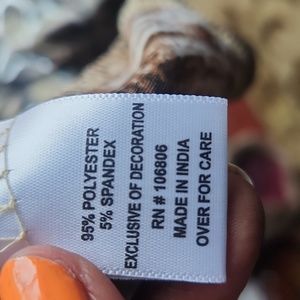 95% POLYESTER
5% SPANDEX
EXCLUSIVE OF DECORATION
RN # 106806
MADE IN INDIA
OVER FOR CARE